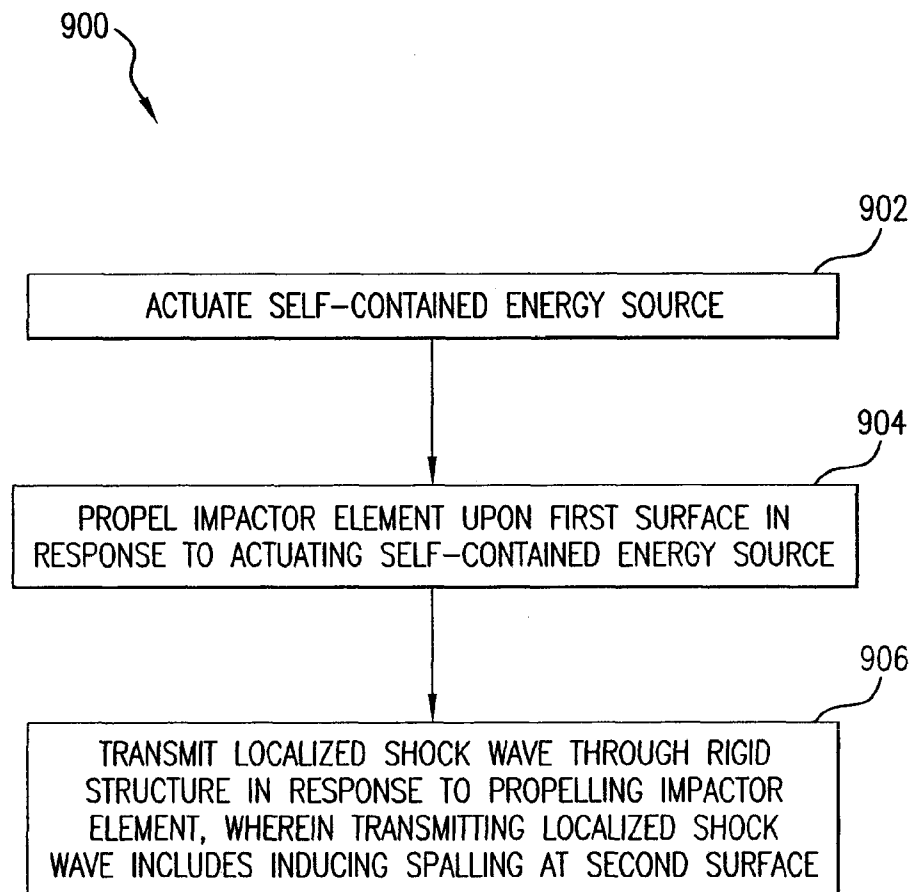 900
902
ACTUATE SELF-CONTAINED ENERGY SOURCE
904
PROPEL IMPACTOR ELEMENT UPON FIRST SURFACE IN
RESPONSE TO ACTUATING SELF-CONTAINED ENERGY SOURCE
906
TRANSMIT LOCALIZED SHOCK WAVE THROUGH RIGID
STRUCTURE IN RESPONSE TO PROPELLING IMPACTOR
ELEMENT, WHEREIN TRANSMITTING LOCALIZED SHOCK
WAVE INCLUDES INDUCING SPALLING AT SECOND SURFACE